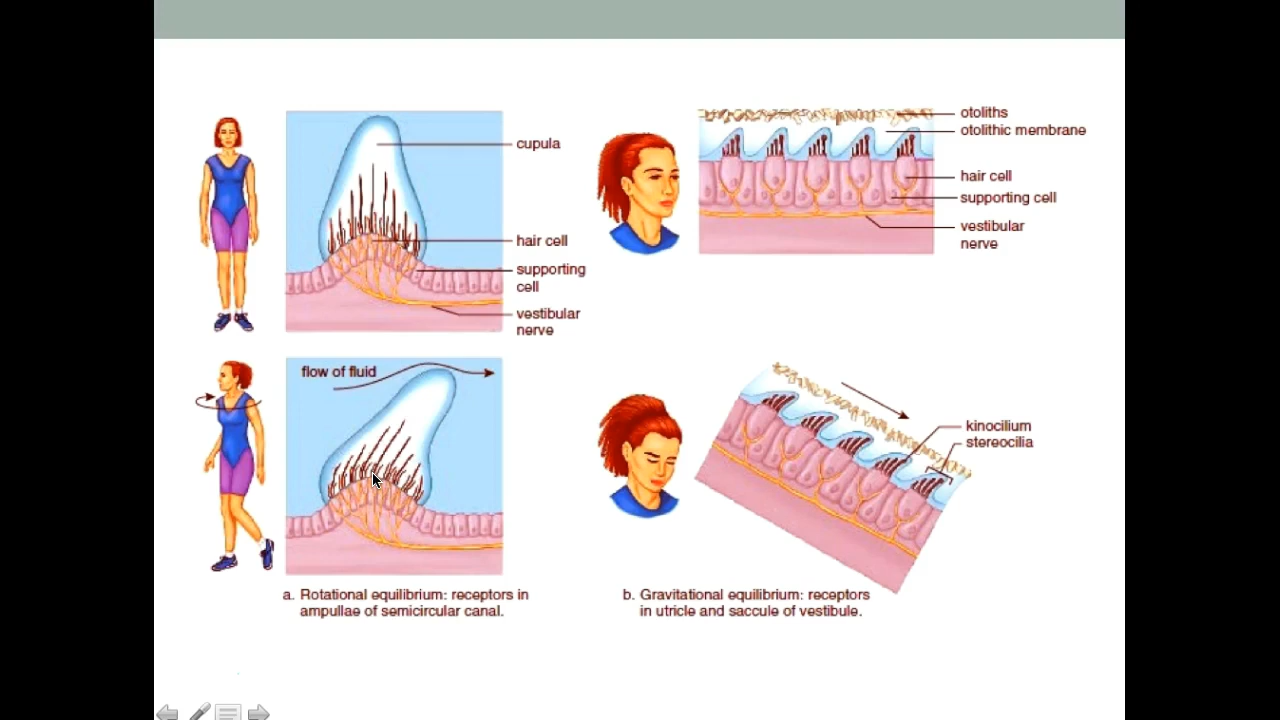 cupula
hair cell
supporting
cell
vestibular
nerve
flow of fluid
a. Rotational equilibrium: receptors in
ampullae of semicircular canal.
otoliths
otolithic membrane
hair cell
supporting cell
vestibular
nerve
kinocilium
stereocilia
b. Gravitational equilibrium: receptors
in utricle and saccule of vestibule.